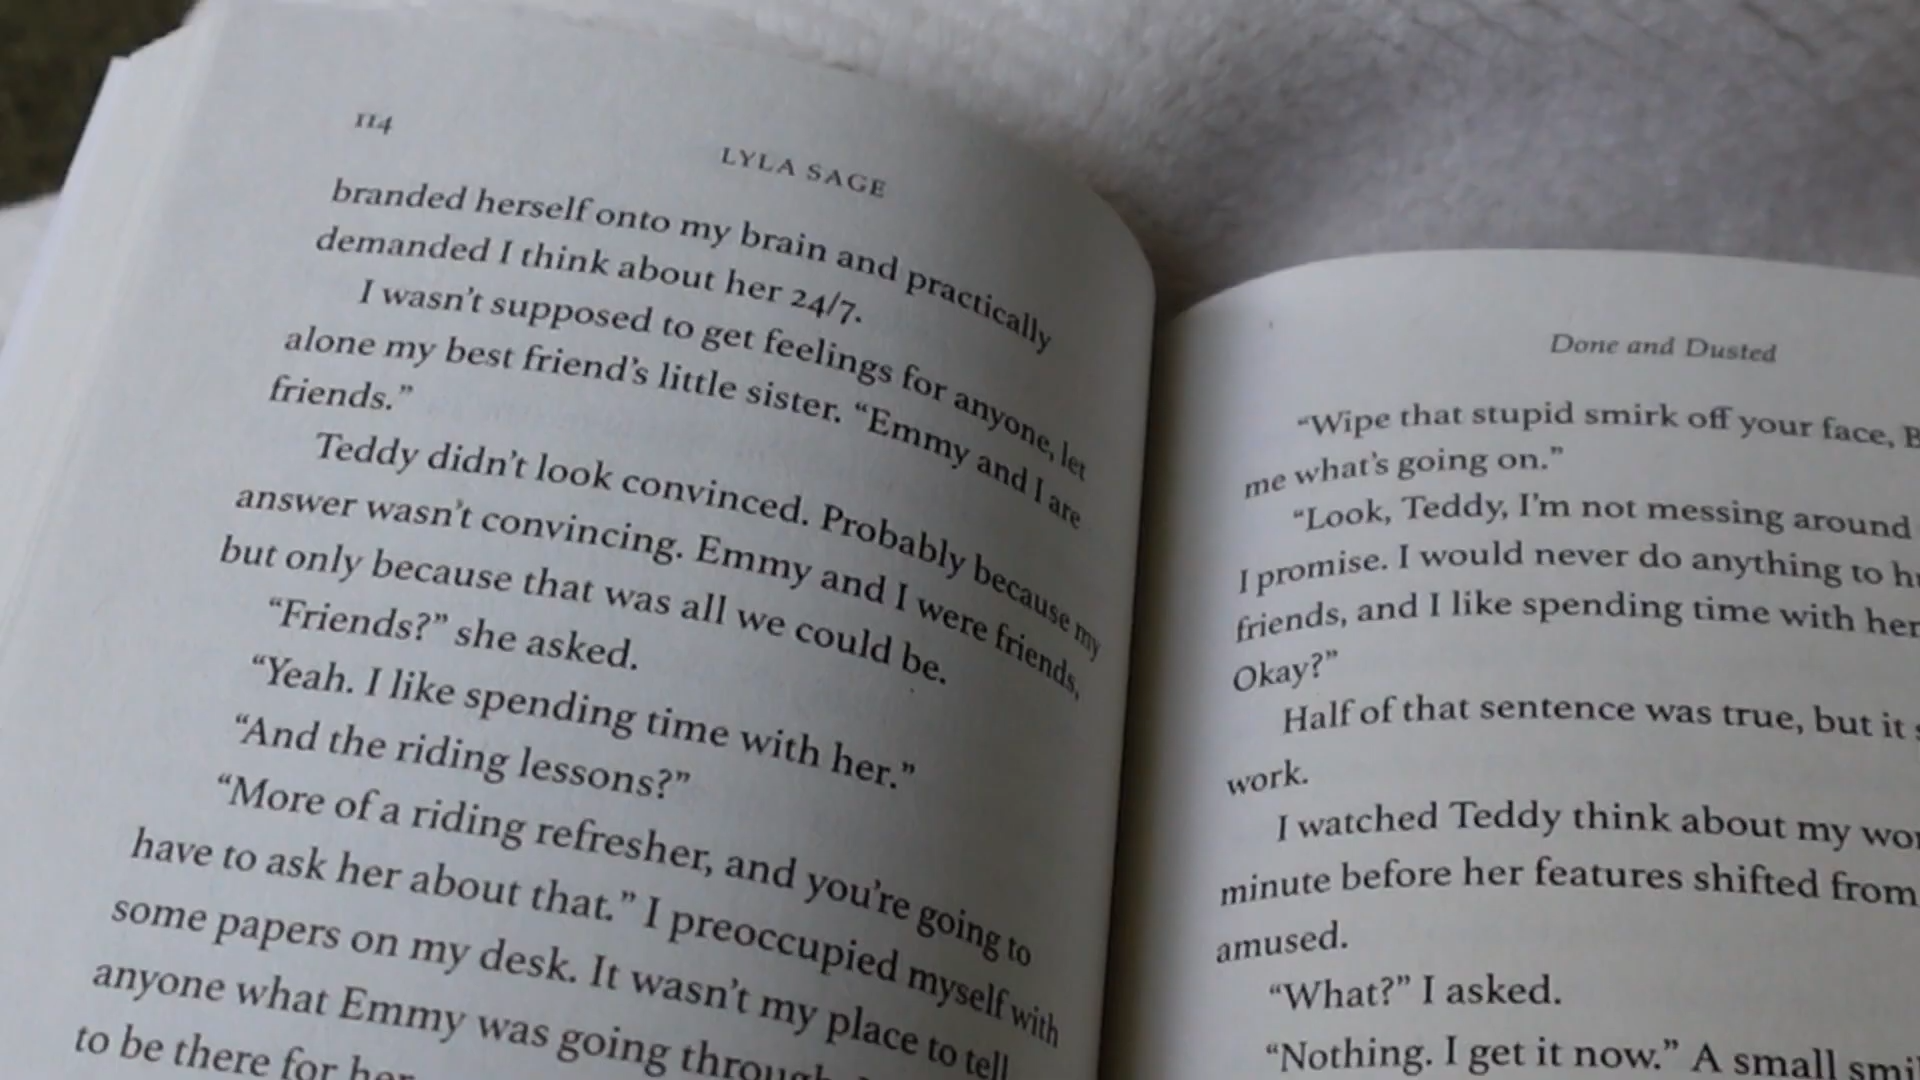 114
LYLA SAGE
branded herself onto my brain and practically
demanded I think about her 24/7.
I wasn't supposed to get feelings for anyone, let
alone my best friend's little sister. “Emmy and I are
friends.”
Teddy didn't look convinced. Probably because my
answer wasn't convincing. Emmy and I were friends,
but only because that was all we could be.
“Friends?” she asked.
“Yeah. I like spending time with her.”
“And the riding lessons?”
“More of a riding refresher, and you're going to
have to ask her about that.” I preoccupied myself with
some papers on my desk. It wasn't my place to tell
anyone what Emmy was going through.
to be there for her
Done and Dusted
“Wipe that stupid smirk off your face,
me what's going on.”
“Look, Teddy, I'm not messing around
I promise. I would never do anything to
friends, and I like spending time with her
Okay?”
Half of that sentence was true, but it
work.
I watched Teddy think about my
minute before her features shifted from
amused.
“What?” I asked.
“Nothing. I get it now.” A small